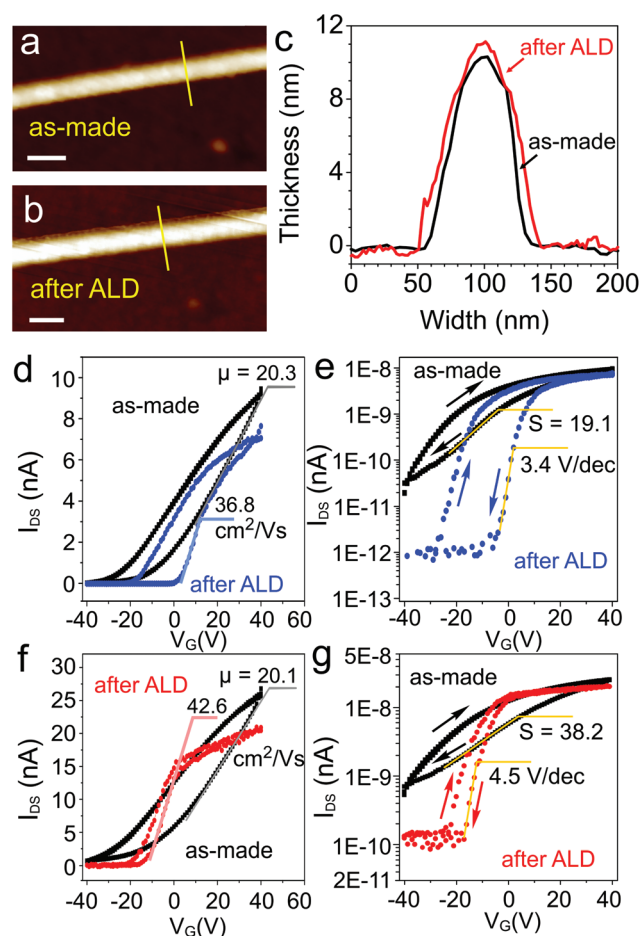 a
as-made
b
after ALD
c
after ALD
as-made
Thickness (nm)
12
8
4
0
0 50 100 150 200
Width (nm)
d
μ = 20.3
as-made
36.8
cm²/Vs
after ALD
I_DS (nA)
10
8
6
4
2
0
-40 -20 0 20 40 60
V_G(V)
e
as-made
S = 19.1
3.4 V/dec
after ALD
I_DS (A)
1E-8
1E-9
1E-10
1E-11
1E-12
1E-13
-40 -20 0 20 40
V_G(V)
f
after ALD
μ = 20.1
42.6
cm²/Vs
as-made
I_DS (nA)
30
25
20
15
10
5
0
-40 -20 0 20 40 60
V_G(V)
g
as-made
S = 38.2
4.5 V/dec
after ALD
I_DS (A)
5E-8
1E-8
1E-9
1E-10
2E-11
-40 -20 0 20 40
V_G(V)